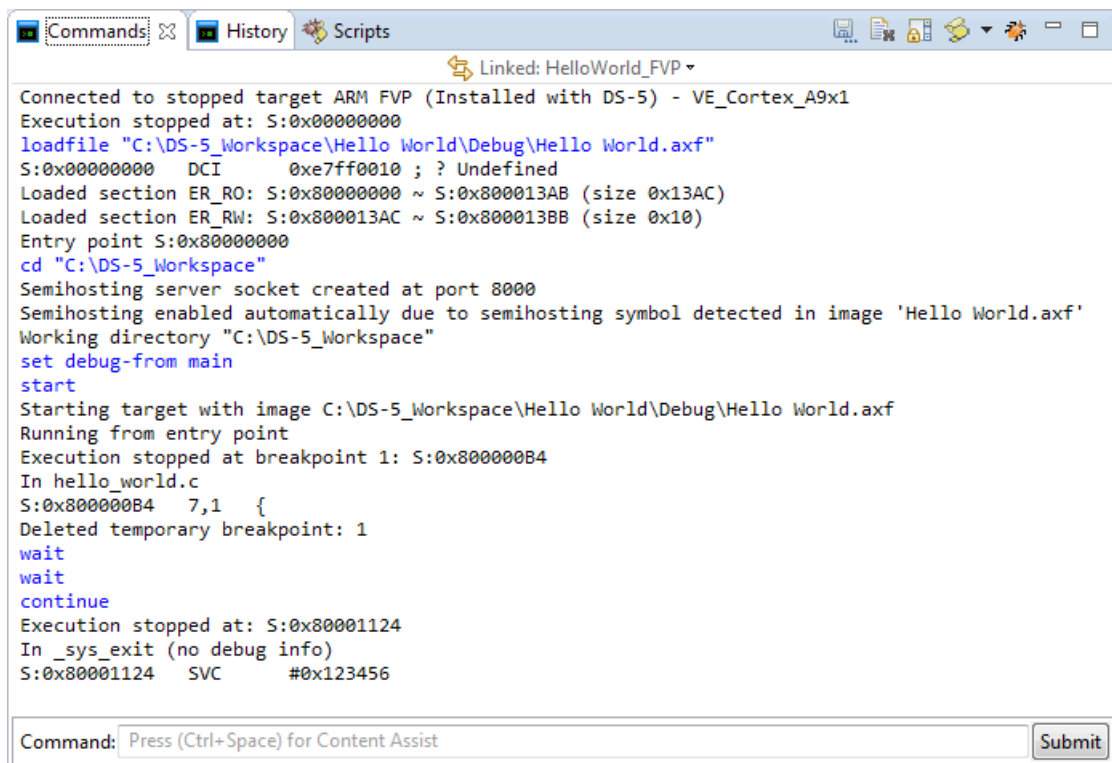 Commands History Scripts
Linked: HelloWorld_FVP
Connected to stopped target ARM FVP (Installed with DS-5) - VE_Cortex_A9x1
Execution stopped at: S:0x00000000
loadfile "C:\DS-5_Workspace\Hello World\Debug\Hello World.axf"
S:0x00000000   DCI      0xe7ff0010 ; ? Undefined
Loaded section ER_RO: S:0x80000000 ~ S:0x800013AB (size 0x13AC)
Loaded section ER_RW: S:0x800013AC ~ S:0x800013BB (size 0x10)
Entry point S:0x80000000
cd "C:\DS-5_Workspace"
Semihosting server socket created at port 8000
Semihosting enabled automatically due to semihosting symbol detected in image 'Hello World.axf'
Working directory "C:\DS-5_Workspace"
set debug-from main
start
Starting target with image C:\DS-5_Workspace\Hello World\Debug\Hello World.axf
Running from entry point
Execution stopped at breakpoint 1: S:0x800000B4
In hello_world.c
S:0x800000B4   7,1   {
Deleted temporary breakpoint: 1
wait
wait
continue
Execution stopped at: S:0x80001124
In _sys_exit (no debug info)
S:0x80001124   SVC      #0x123456
Command: Press (Ctrl+Space) for Content Assist Submit